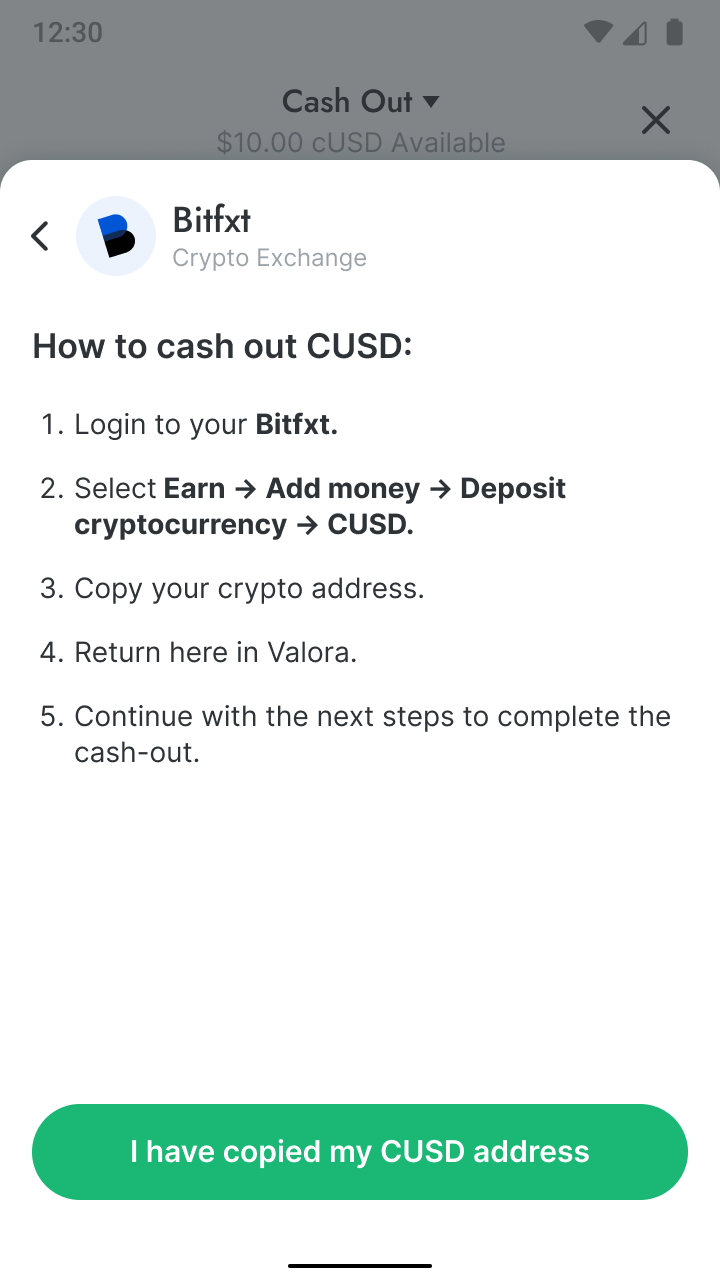 12:30
Cash Out
$10.00 cUSD Available
Bitfxt
Crypto Exchange
How to cash out CUSD:
1. Login to your Bitfxt.
2. Select Earn → Add money → Deposit
cryptocurrency → CUSD.
3. Copy your crypto address.
4. Return here in Valora.
5. Continue with the next steps to complete the
cash-out.
I have copied my CUSD address